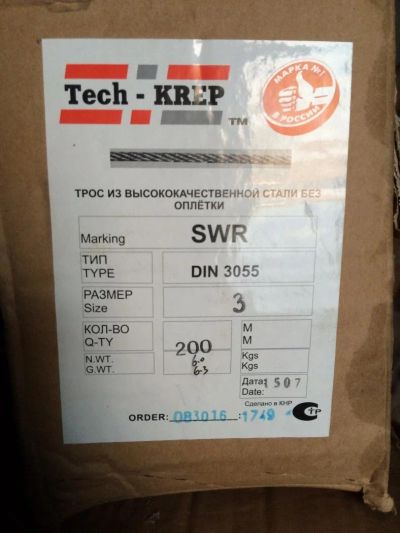 Tech - KREP
TM
МАРКА №1
В РОССИИ
ТРОС ИЗ ВЫСОКОКАЧЕСТВЕННОЙ СТАЛИ БЕЗ
ОПЛЁТКИ
Marking SWR
ТИП
TYPE DIN 3055
РАЗМЕР
Size 3
КОЛ-ВО M
Q-TY 200 M
N.WT. 6.0 Kgs
G.WT. 6.3 Kgs
Дата: 1507
Date:
Сделано в КНР
ORDER: 083016 :1749